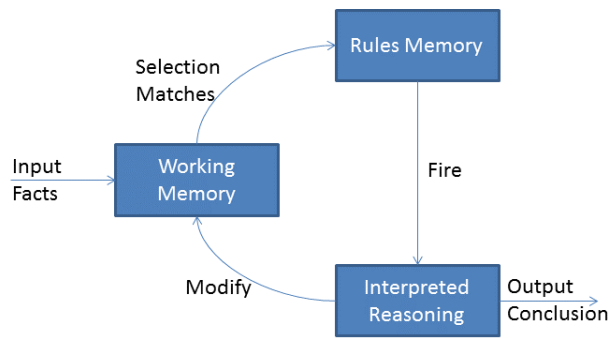 Rules Memory
Selection
Matches
Input
Facts
Working
Memory
Fire
Modify
Interpreted
Reasoning
Output
Conclusion